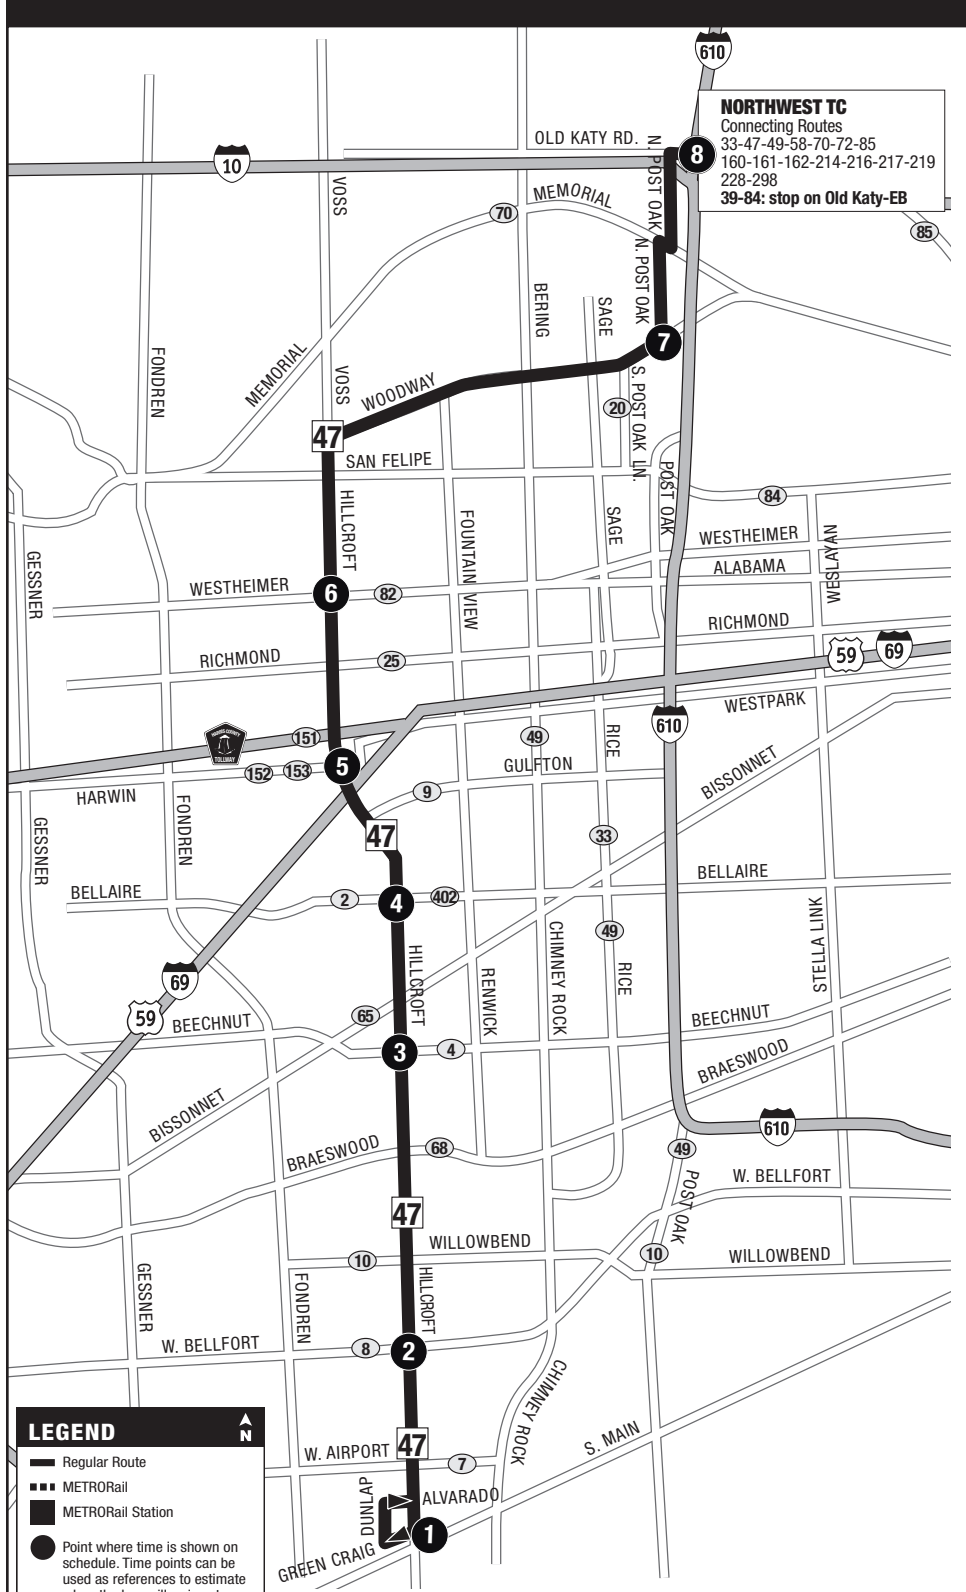 610
NORTHWEST TC
Connecting Routes
33-47-49-58-70-72-85
160-161-162-214-216-217-219
228-298
39-84: stop on Old Katy-EB
OLD KATY RD.
8
10
N. POST OAK
VOSS
70
MEMORIAL
85
N. POST OAK
BERING
SAGE
7
FONDREN
MEMORIAL
VOSS
WOODWAY
20
S. POST OAK LN.
47
SAN FELIPE
POST OAK
84
HILLCROFT
FOUNTAIN VIEW
SAGE
WESTHEIMER
WESLAYAN
ALABAMA
GESSNER
WESTHEIMER
6
82
RICHMOND
RICHMOND
25
59
69
WESTPARK
610
HARRIS COUNTY
TOLLWAY
151
49
RICE
152
153
5
GULFTON
BISSONNET
HARWIN
9
GESSNER
FONDREN
47
33
BELLAIRE
BELLAIRE
2
4
402
HILLCROFT
CHIMNEY ROCK
49
STELLA LINK
69
RENWICK
RICE
59
BEECHNUT
65
BEECHNUT
3
4
BRAESWOOD
BISSONNET
610
BRAESWOOD
68
49
W. BELLFORT
POST OAK
47
WILLOWBEND
10
10
WILLOWBEND
GESSNER
FONDREN
HILLCROFT
W. BELLFORT
8
2
CHIMNEY ROCK
S. MAIN
W. AIRPORT
47
7
DUNLAP
ALVARADO
1
GREEN CRAIG
LEGEND
N
Regular Route
METRORail
METRORail Station
Point where time is shown on
schedule. Time points can be
used as references to estimate